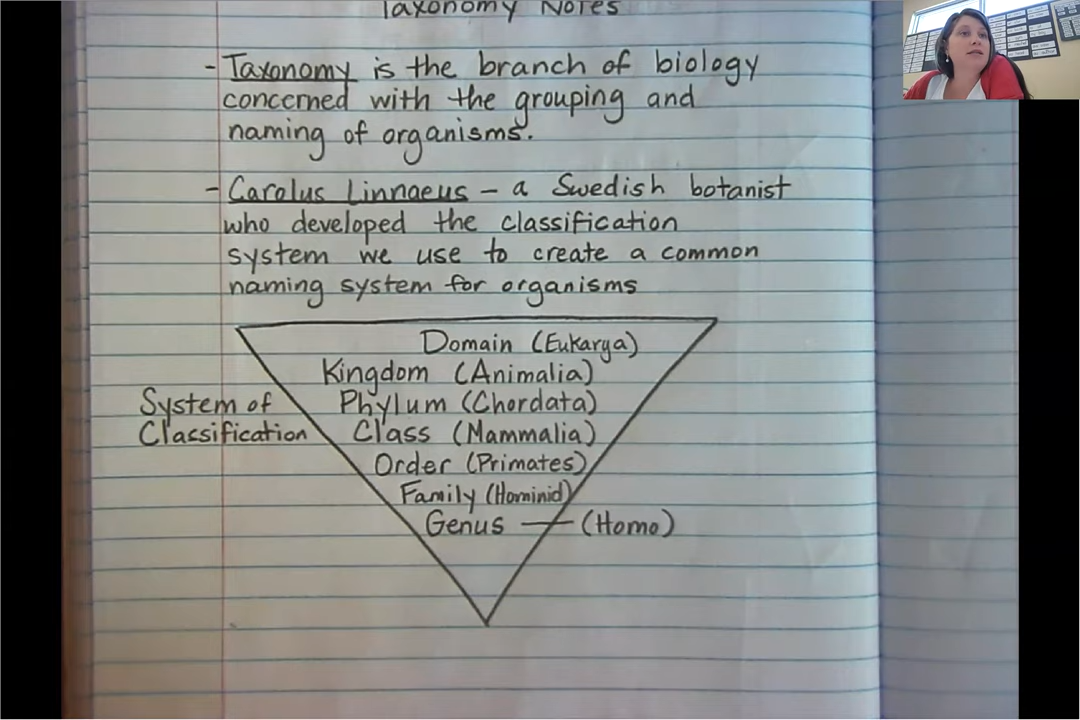 Taxonomy Notes
- Taxonomy is the branch of biology
concerned with the grouping and
naming of organisms.
- Carolus Linnaeus – a Swedish botanist
who developed the classification
system we use to create a common
naming system for organisms
Domain (Eukarya)
Kingdom (Animalia)
System of
Classification
Phylum (Chordata)
Class (Mammalia)
Order (Primates)
Family (Hominid)
Genus — (Homo)